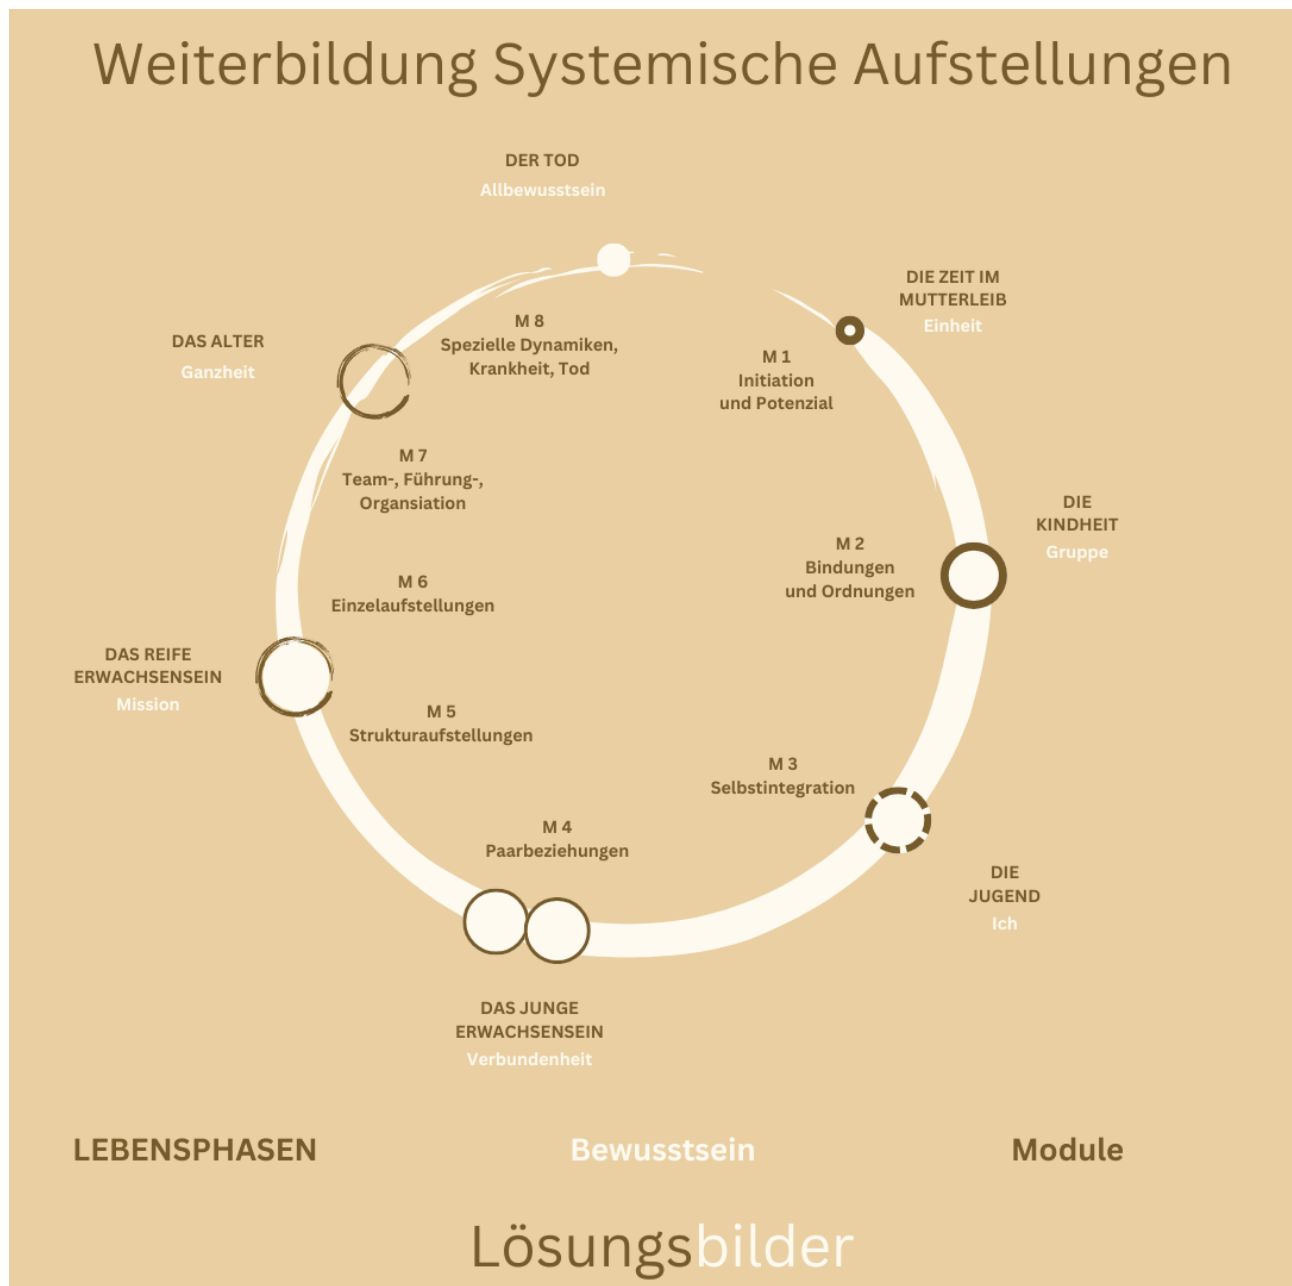 Weiterbildung Systemische Aufstellungen
DER TOD
Allbewusstsein
DIE ZEIT IM
MUTTERLEIB
Einheit
M 1
Initiation
und Potenzial
DIE
KINDHEIT
Gruppe
M 2
Bindungen
und Ordnungen
M 3
Selbstintegration
DIE
JUGEND
Ich
M 4
Paarbeziehungen
DAS JUNGE
ERWACHSENSEIN
Verbundenheit
M 5
Strukturaufstellungen
DAS REIFE
ERWACHSENSEIN
Mission
M 6
Einzelaufstellungen
M 7
Team-, Führung-,
Organsiation
DAS ALTER
Ganzheit
M 8
Spezielle Dynamiken,
Krankheit, Tod
LEBENSPHASEN
Bewusstsein
Module
Lösungsbilder